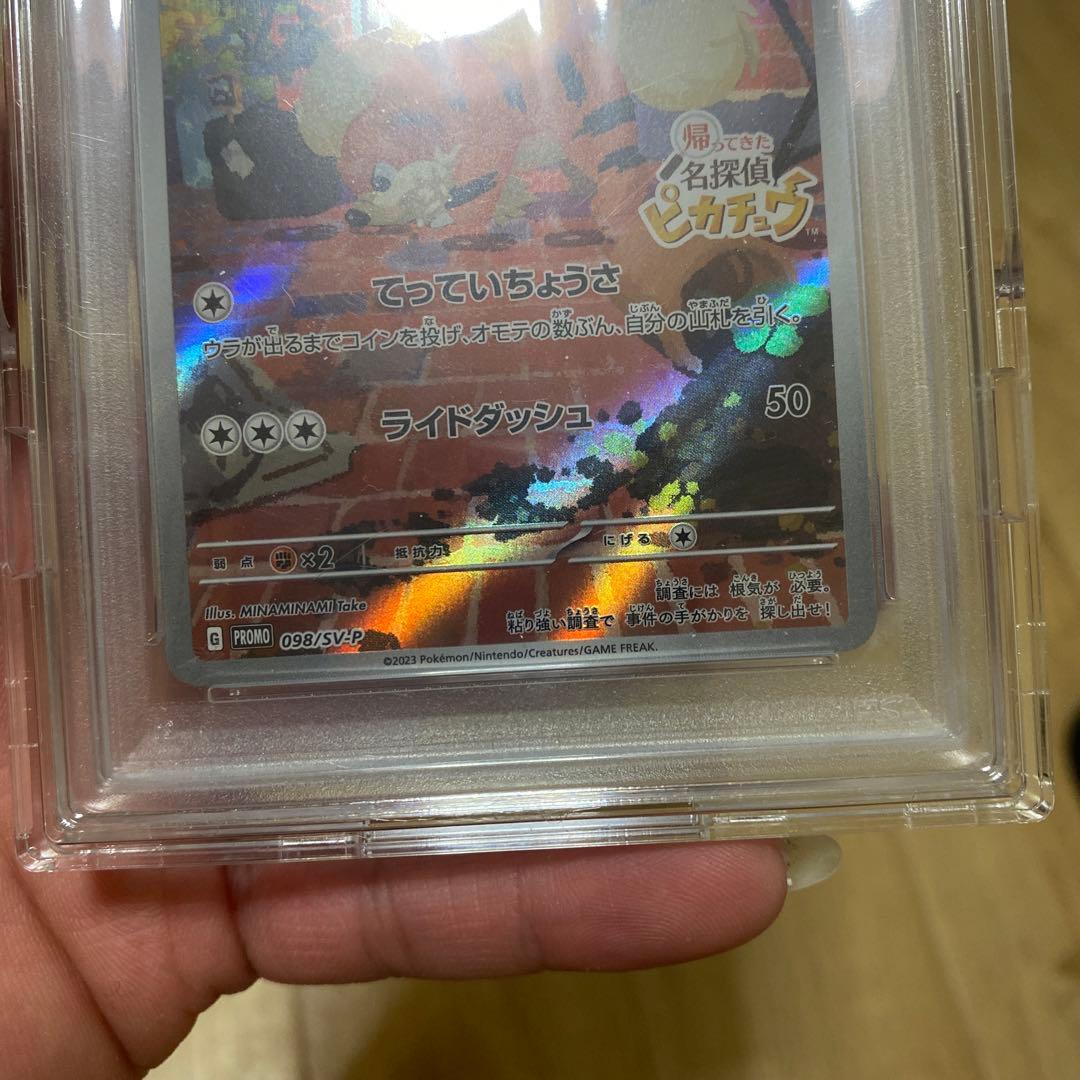 帰ってきた
名探偵
ピカチュウ
TM
てっていちょうさ
ウラが出るまでコインを投げ、オモテの数ぶん、自分の山札を引く。
ライドダッシュ 50
弱点 ×2 抵抗力 にげる
Illus. MINAMINAMI Take
調査には 根気が 必要。
粘り強い調査で 事件の手がかりを 探し出せ!
G PROMO 098/SV-P
©2023 Pokémon/Nintendo/Creatures/GAME FREAK.